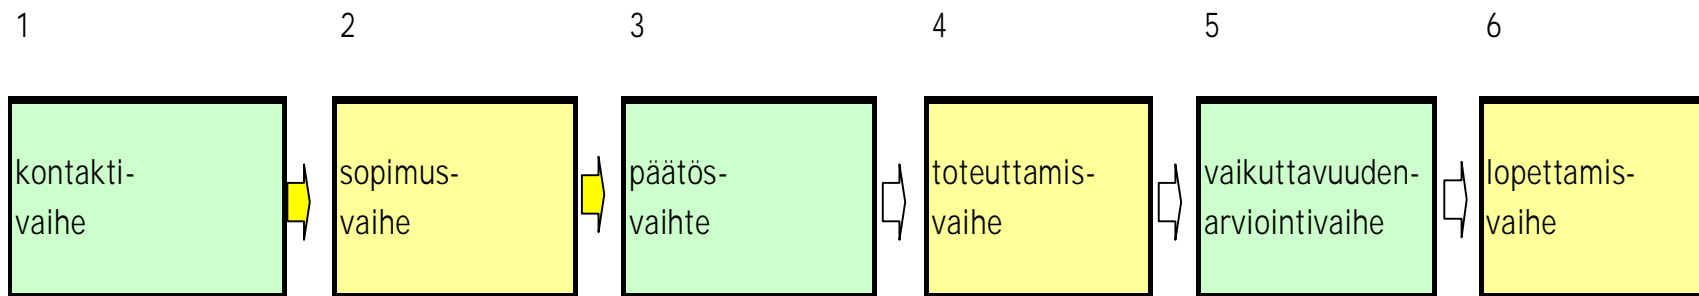 1 2 3 4 5 6
kontakti- sopimus- päätös- toteuttamis- vaikuttavuuden- lopettamis-
vaihe vaihe vaihte vaihe arviointivaihe vaihe